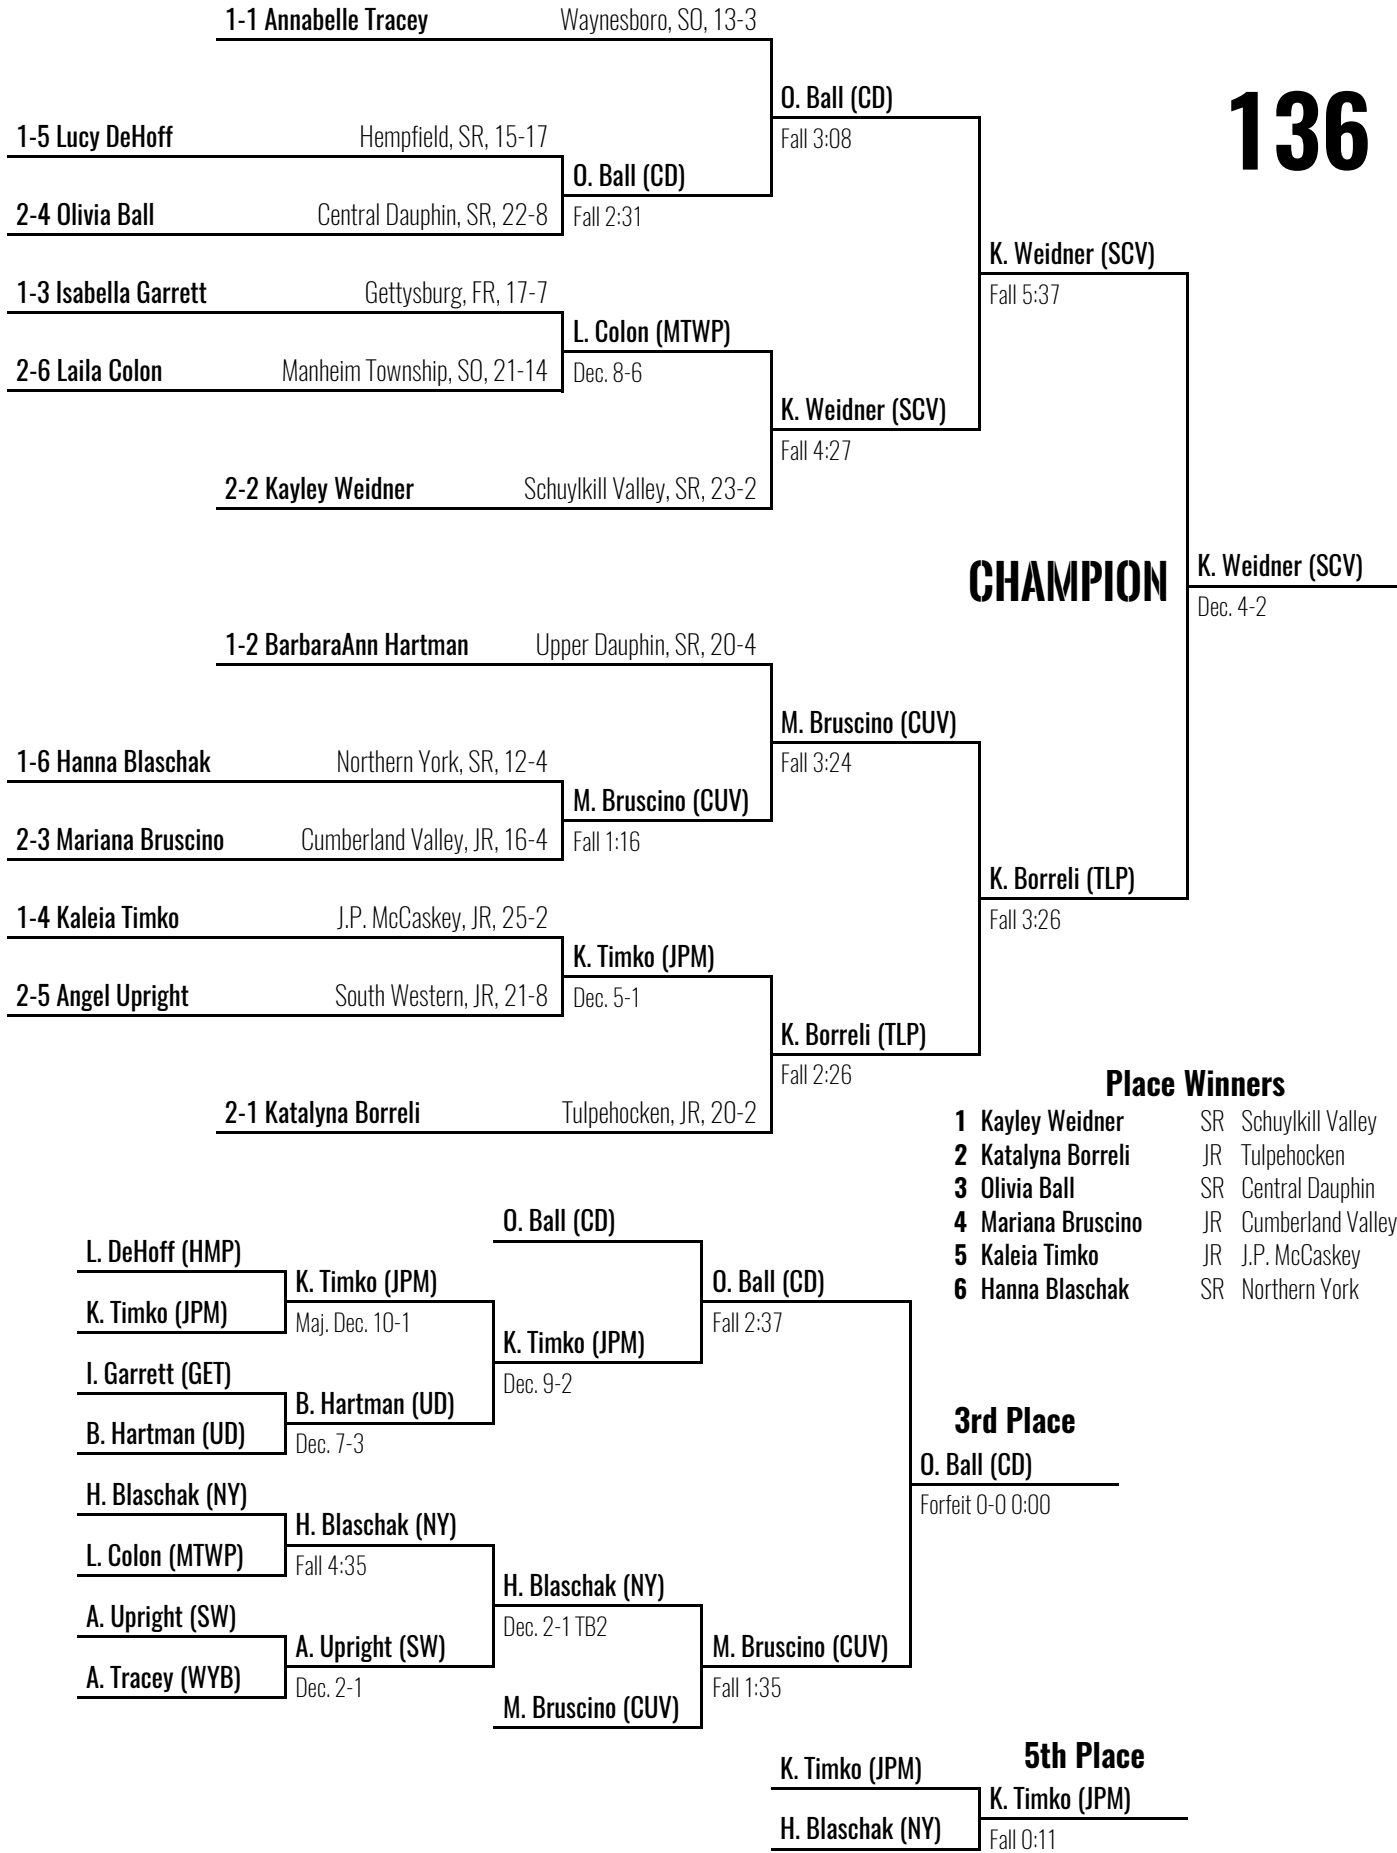 1-1 Annabelle Tracey Waynesboro, SO, 13-3
O. Ball (CD)
136
1-5 Lucy DeHoff Hempfield, SR, 15-17
Fall 3:08
O. Ball (CD)
2-4 Olivia Ball Central Dauphin, SR, 22-8
Fall 2:31
K. Weidner (SCV)
1-3 Isabella Garrett Gettysburg, FR, 17-7
Fall 5:37
L. Colon (MTWP)
2-6 Laila Colon Manheim Township, SO, 21-14
Dec. 8-6
K. Weidner (SCV)
Fall 4:27
2-2 Kayley Weidner Schuylkill Valley, SR, 23-2
CHAMPION
K. Weidner (SCV)
Dec. 4-2
1-2 BarbaraAnn Hartman Upper Dauphin, SR, 20-4
M. Bruscino (CUV)
1-6 Hanna Blaschak Northern York, SR, 12-4
Fall 3:24
M. Bruscino (CUV)
2-3 Mariana Bruscino Cumberland Valley, JR, 16-4
Fall 1:16
K. Borreli (TLP)
1-4 Kaleia Timko J.P. McCaskey, JR, 25-2
Fall 3:26
K. Timko (JPM)
2-5 Angel Upright South Western, JR, 21-8
Dec. 5-1
K. Borreli (TLP)
Fall 2:26
2-1 Katalyna Borreli Tulpehocken, JR, 20-2
Place Winners
1 Kayley Weidner SR Schuylkill Valley
2 Katalyna Borreli JR Tulpehocken
3 Olivia Ball SR Central Dauphin
4 Mariana Bruscino JR Cumberland Valley
5 Kaleia Timko JR J.P. McCaskey
6 Hanna Blaschak SR Northern York
O. Ball (CD)
L. DeHoff (HMP)
K. Timko (JPM)
O. Ball (CD)
K. Timko (JPM)
Maj. Dec. 10-1
Fall 2:37
K. Timko (JPM)
I. Garrett (GET)
Dec. 9-2
B. Hartman (UD)
3rd Place
B. Hartman (UD)
Dec. 7-3
O. Ball (CD)
H. Blaschak (NY)
Forfeit 0-0 0:00
H. Blaschak (NY)
L. Colon (MTWP)
Fall 4:35
H. Blaschak (NY)
A. Upright (SW)
Dec. 2-1 TB2
A. Upright (SW)
M. Bruscino (CUV)
A. Tracey (WYB)
Dec. 2-1
Fall 1:35
M. Bruscino (CUV)
5th Place
K. Timko (JPM)
K. Timko (JPM)
H. Blaschak (NY)
Fall 0:11